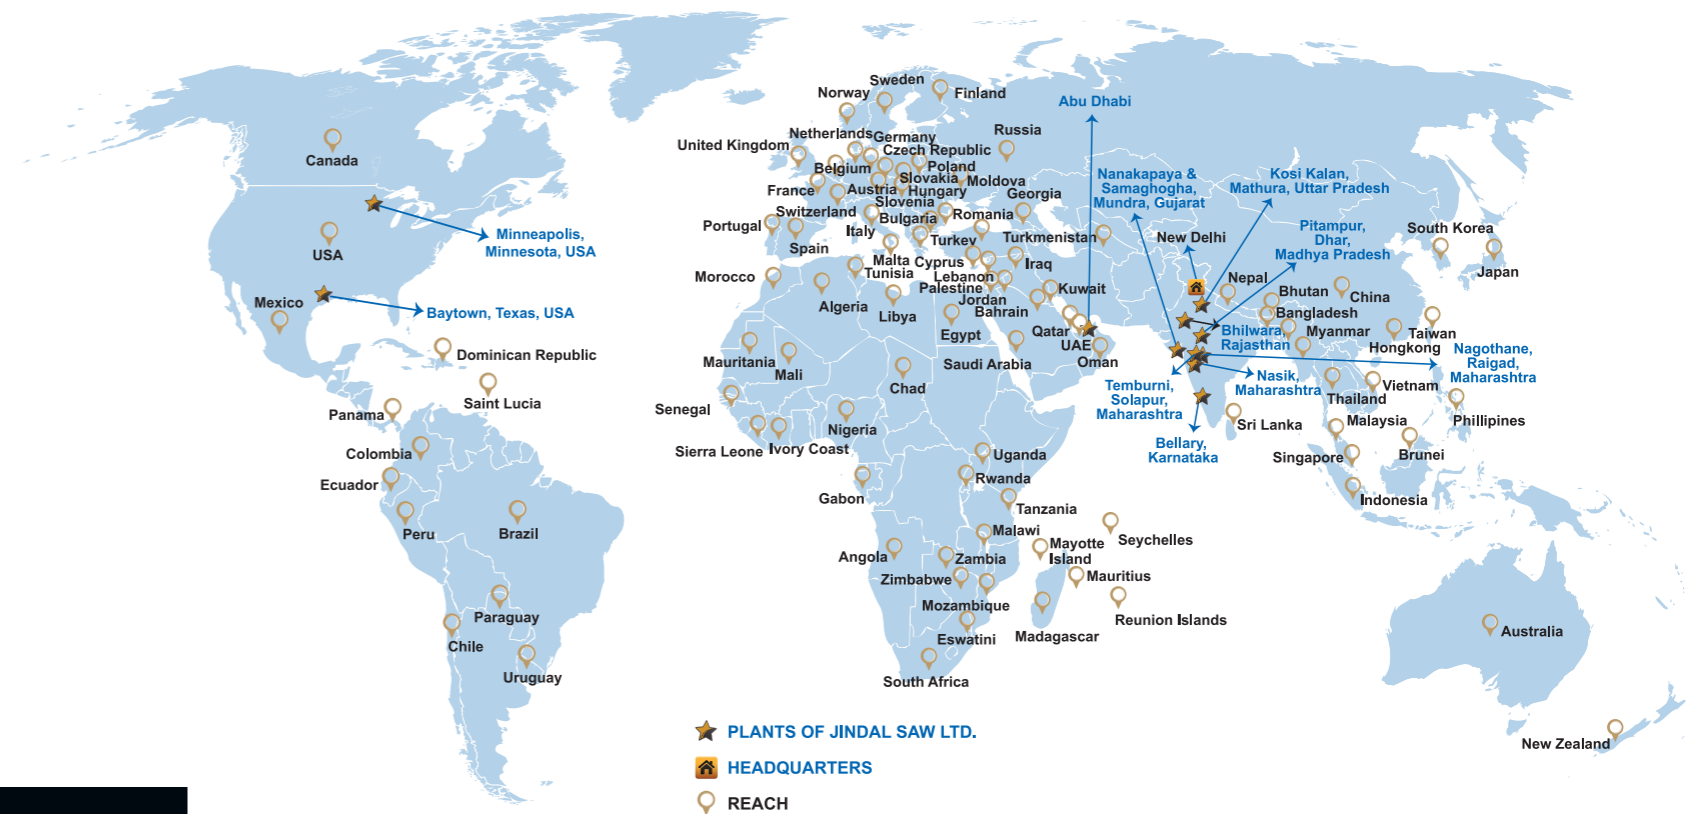 Canada
Minneapolis,
Minnesota, USA
USA
Baytown, Texas, USA
Mexico
Dominican Republic
Saint Lucia
Panama
Colombia
Ecuador
Peru
Brazil
Paraguay
Chile
Uruguay
Sweden
Norway
Finland
Netherlands
Germany
United Kingdom
Czech Republic
Russia
Belgium
Poland
Slovakia
Moldova
France
Austria
Hungary
Georgia
Slovenia
Switzerland
Bulgaria
Romania
Portugal
Spain
Italy
Turkey
Turkmenistan
Malta
Cyprus
Iraq
Morocco
Tunisia
Lebanon
Algeria
Palestine
Kuwait
Libya
Jordan
Bahrain
Egypt
Qatar
UAE
Oman
Saudi Arabia
Mauritania
Mali
Chad
Senegal
Nigeria
Sierra Leone
Ivory Coast
Uganda
Rwanda
Gabon
Tanzania
Malawi
Angola
Zambia
Mayotte
Island
Seychelles
Zimbabwe
Mauritius
Mozambique
Reunion Islands
Eswatini
Madagascar
South Africa
Abu Dhabi
Nanakapaya &
Samaghogha,
Mundra, Gujarat
Kosi Kalan,
Mathura, Uttar Pradesh
New Delhi
Pitampur,
Dhar,
Madhya Pradesh
Nepal
Bhutan
China
Bangladesh
Bhilwara,
Rajasthan
Myanmar
Hongkong
Taiwan
South Korea
Japan
Nagothane,
Raigad,
Maharashtra
Temburni,
Solapur,
Maharashtra
Nasik,
Maharashtra
Bellary,
Karnataka
Sri Lanka
Thailand
Vietnam
Phillipines
Malaysia
Singapore
Brunei
Indonesia
Australia
New Zealand
PLANTS OF JINDAL SAW LTD.
HEADQUARTERS
REACH